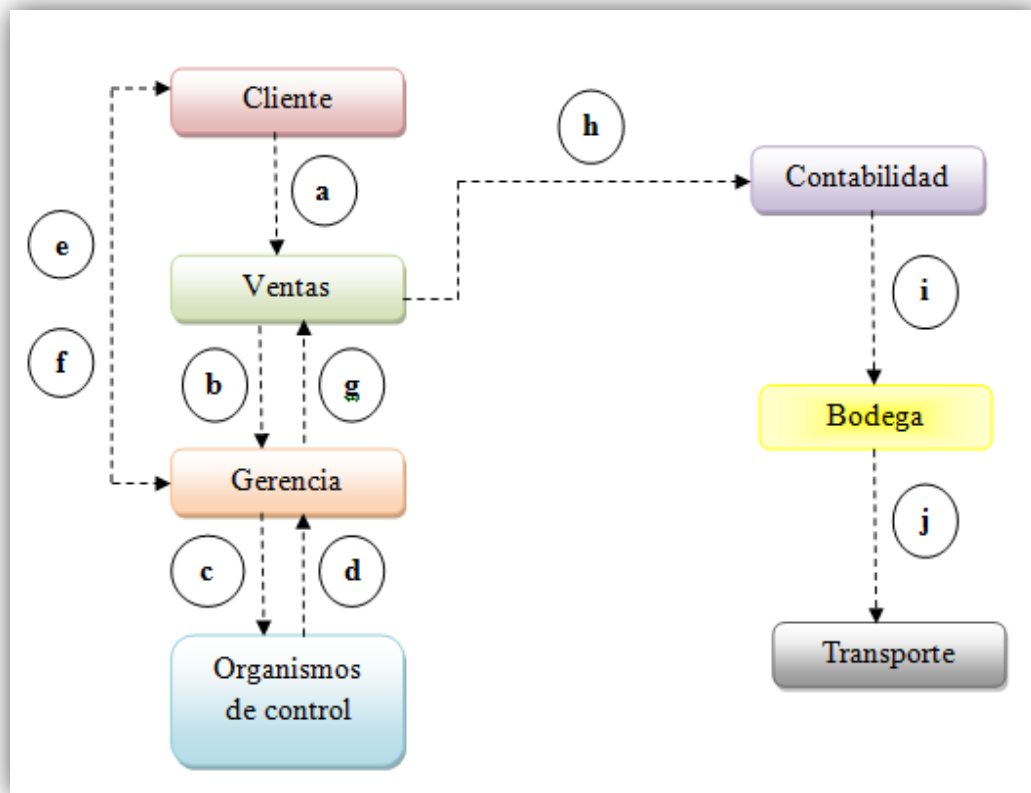 Cliente
a
h
Contabilidad
e
Ventas
i
f
b
g
Bodega
Gerencia
c
d
j
Organismos
de control
Transporte